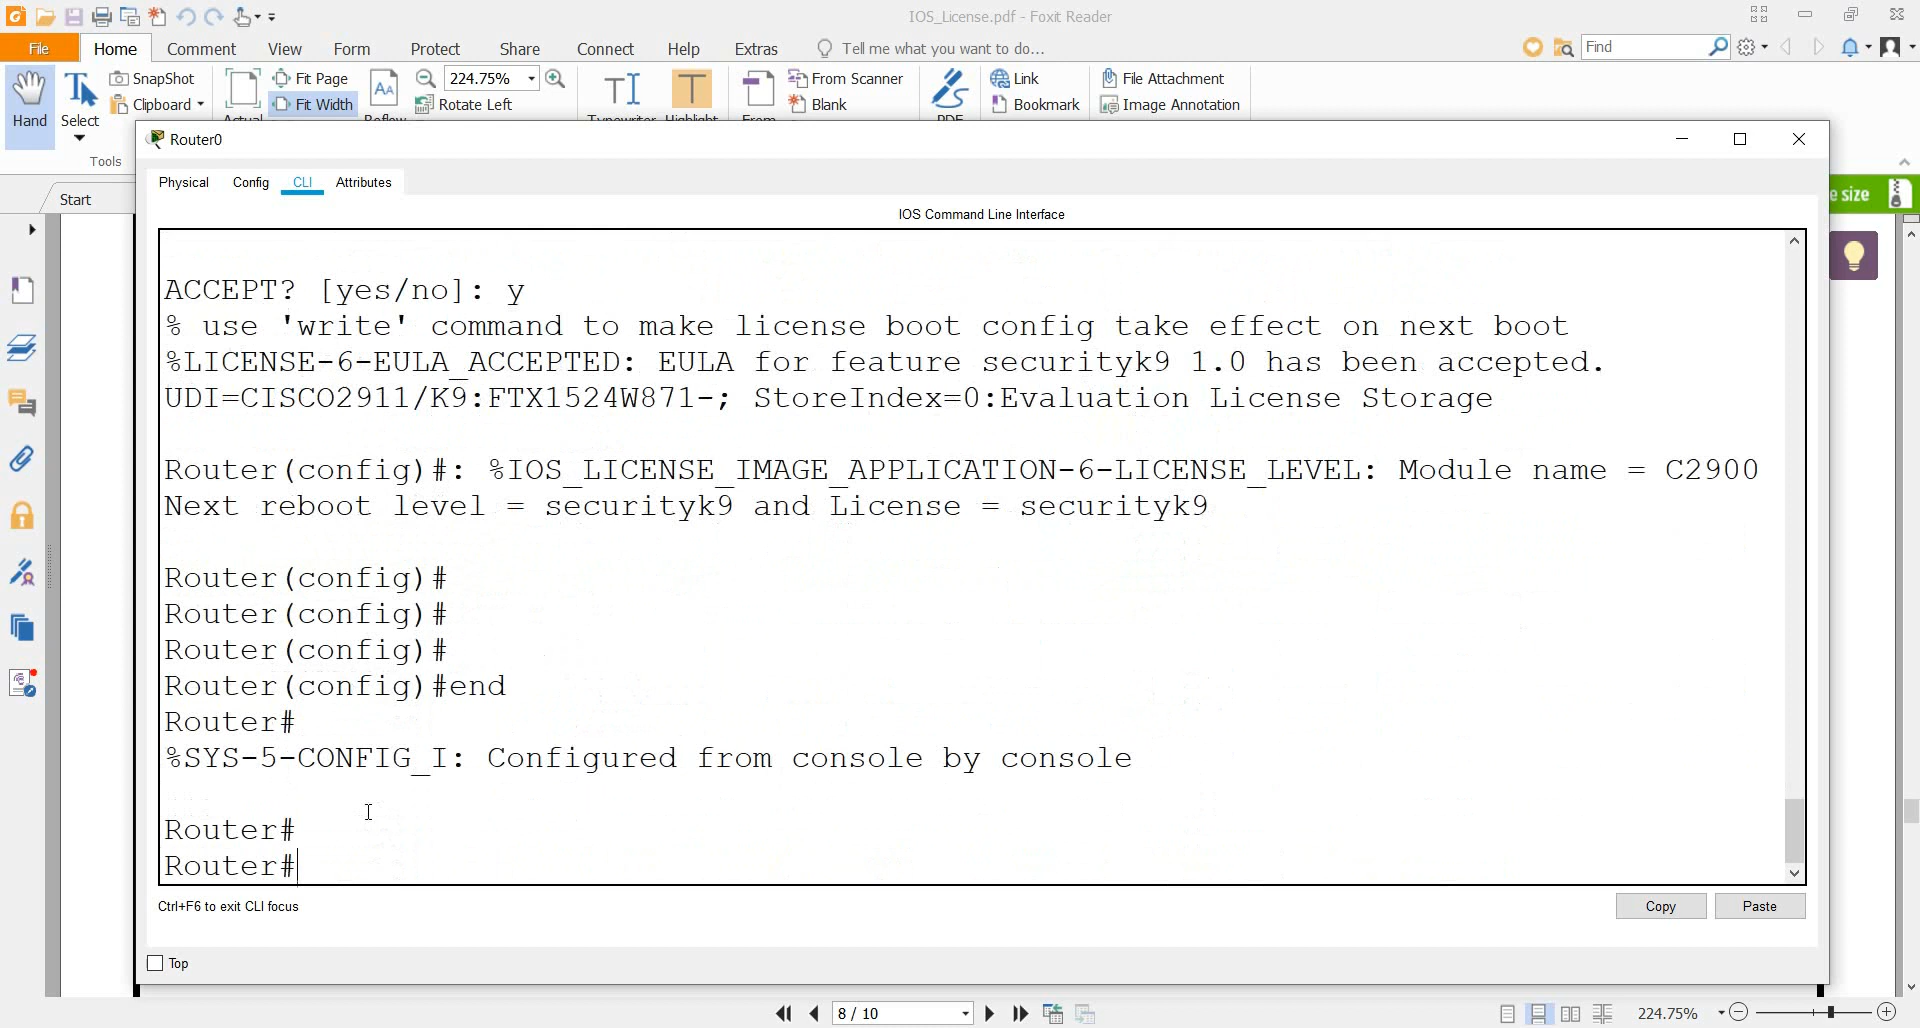 IOS_License.pdf - Foxit Reader
File Home Comment View Form Protect Share Connect Help Extras Tell me what you want to do... Find
Hand
Select
SnapShot
Clipboard
Tools
Actual
Fit Page
Fit Width
Reflow
224.75%
Rotate Left
Typewriter Highlight
From
From Scanner
Blank
PDF
Link
Bookmark
File Attachment
Image Annotation
Start
e size
Router0
Physical Config CLI Attributes
IOS Command Line Interface
ACCEPT? [yes/no]: y
% use 'write' command to make license boot config take effect on next boot
%LICENSE-6-EULA_ACCEPTED: EULA for feature securityk9 1.0 has been accepted.
UDI=CISCO2911/K9:FTX1524W871-; StoreIndex=0:Evaluation License Storage
Router(config)#: %IOS_LICENSE_IMAGE_APPLICATION-6-LICENSE_LEVEL: Module name = C2900
Next reboot level = securityk9 and License = securityk9
Router(config)#
Router(config)#
Router(config)#
Router(config)#end
Router#
%SYS-5-CONFIG_I: Configured from console by console
Router#
Router#
Ctrl+F6 to exit CLI focus
Copy Paste
Top
8 / 10
224.75%